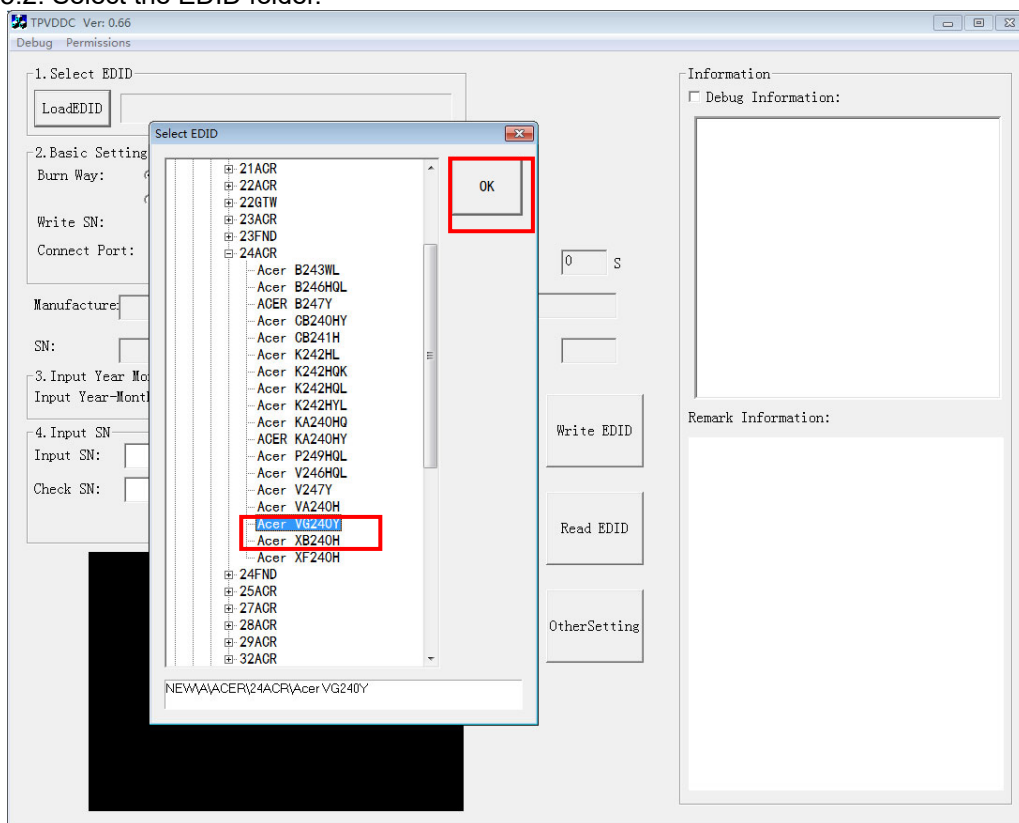 5.2. Select the EDID folder.
TPVDDC Ver: 0.66
Debug Permissions
1.Select EDID
LoadEDID
Select EDID
OK
21ACR
22ACR
22GTW
23ACR
23FND
24ACR
Acer B243WL
Acer B246HQL
ACER B247Y
Acer CB240HY
Acer CB241H
Acer K242HL
Acer K242HQK
Acer K242HQL
Acer K242HYL
Acer KA240HQ
ACER KA240HY
Acer P249HQL
Acer V246HQL
Acer V247Y
Acer VA240H
Acer VG240Y
Acer XB240H
Acer XF240H
24FND
25ACR
27ACR
28ACR
29ACR
32ACR
NEW\A\ACER\24ACR\Acer VG240Y
2.Basic Setting
Burn Way:
Write SN:
Connect Port:
0 S
Manufacture:
SN:
3.Input Year Mo
Input Year-Month
4.Input SN
Input SN:
Check SN:
Write EDID
Read EDID
OtherSetting
Information
Debug Information:
Remark Information: